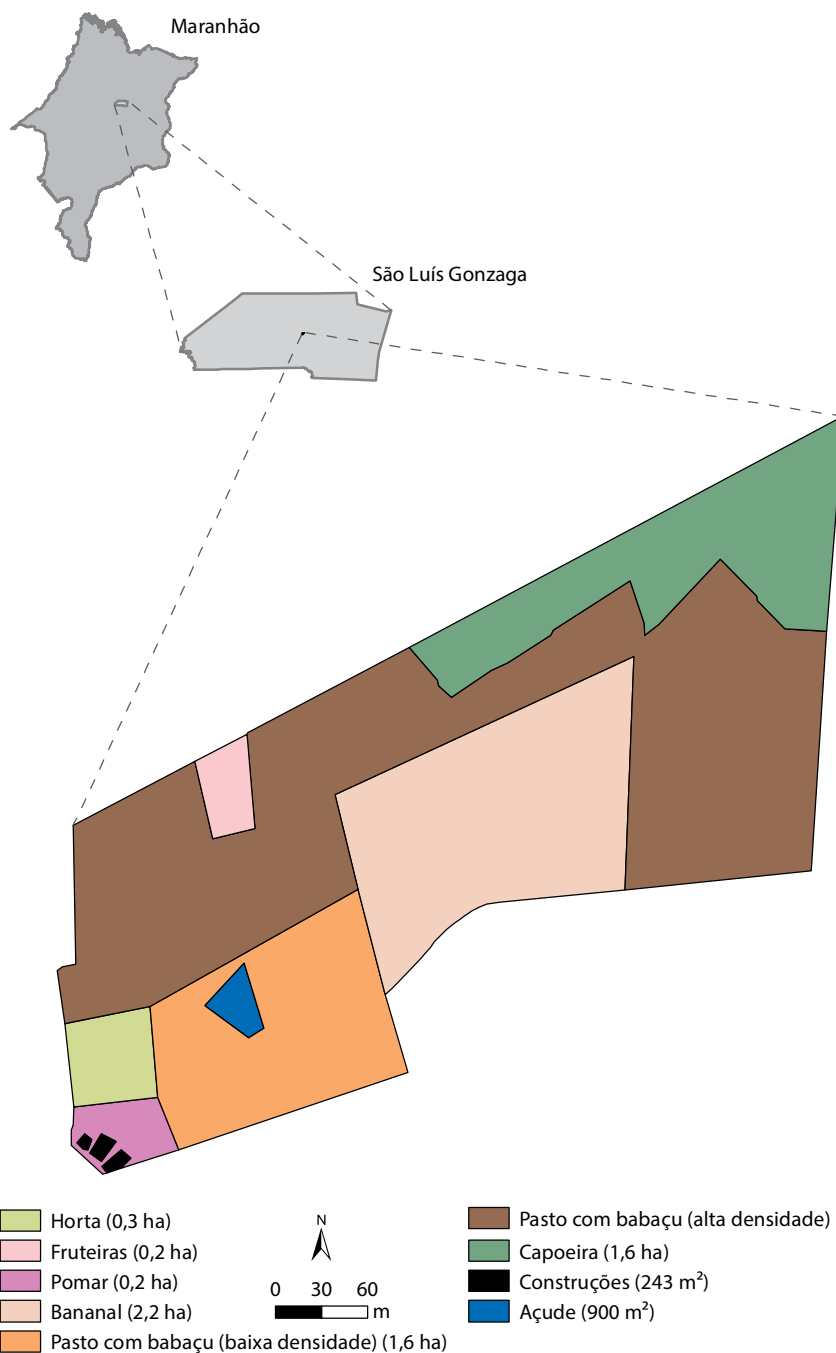 Maranhão
São Luís Gonzaga
Horta (0,3 ha)
Fruteiras (0,2 ha)
Pomar (0,2 ha)
Bananal (2,2 ha)
Pasto com babaçu (baixa densidade) (1,6 ha)
N
0 30 60
m
Pasto com babaçu (alta densidade)
Capoeira (1,6 ha)
Construções (243 m²)
Açude (900 m²)